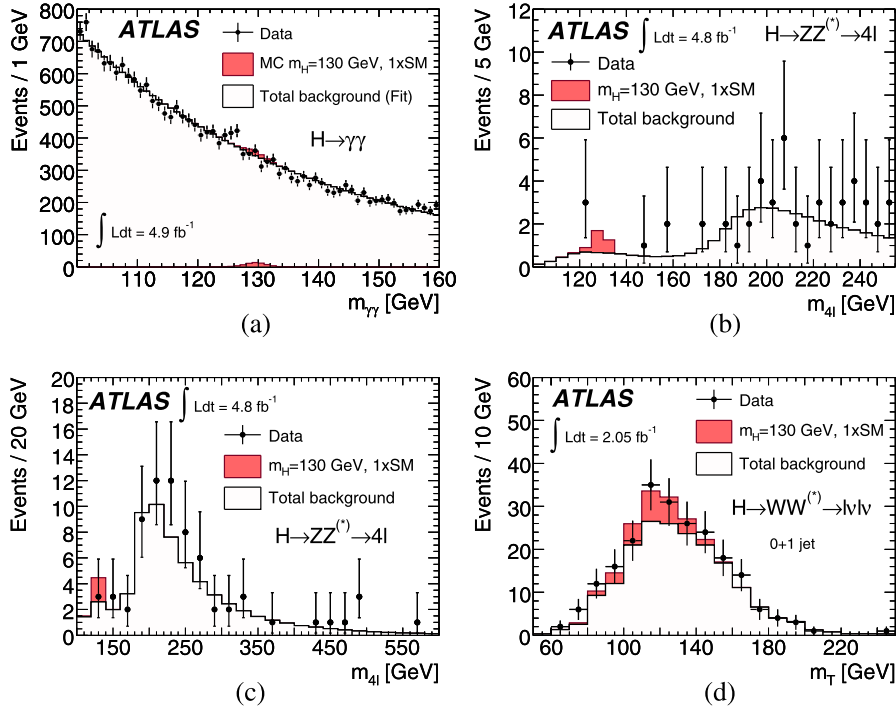 ATLAS
Data
MC m_H=130 GeV, 1xSM
Total background (Fit)
H→γγ
∫ Ldt = 4.9 fb⁻¹
Events / 1 GeV
800
700
600
500
400
300
200
100
0
110 120 130 140 150 160
m_γγ [GeV]
(a)
ATLAS ∫ Ldt = 4.8 fb⁻¹ H→ZZ(*)→4l
Data
m_H=130 GeV, 1xSM
Total background
Events / 5 GeV
12
10
8
6
4
2
0
120 140 160 180 200 220 240
m_4l [GeV]
(b)
ATLAS ∫ Ldt = 4.8 fb⁻¹
Data
m_H=130 GeV, 1xSM
Total background
H→ZZ(*)→4l
Events / 20 GeV
20
18
16
14
12
10
8
6
4
2
0
150 250 350 450 550
m_4l [GeV]
(c)
ATLAS
Data
∫ Ldt = 2.05 fb⁻¹ m_H=130 GeV, 1xSM
Total background
H→WW(*)→lνlν
0+1 jet
Events / 10 GeV
60
50
40
30
20
10
0
60 100 140 180 220
m_T [GeV]
(d)